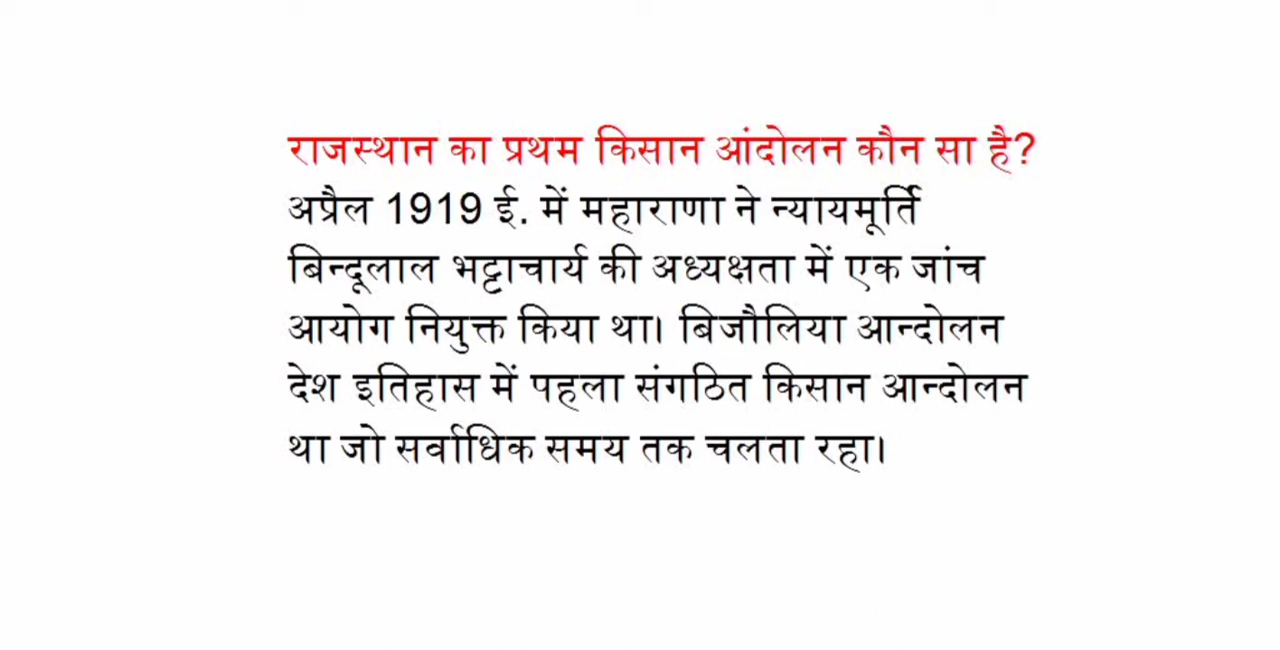 राजस्थान का प्रथम किसान आंदोलन कौन सा है?
अप्रैल 1919 ई. में महाराणा ने न्यायमूर्ति
बिन्दूलाल भट्टाचार्य की अध्यक्षता में एक जांच
आयोग नियुक्त किया था। बिजौलिया आन्दोलन
देश इतिहास में पहला संगठित किसान आन्दोलन
था जो सर्वाधिक समय तक चलता रहा।